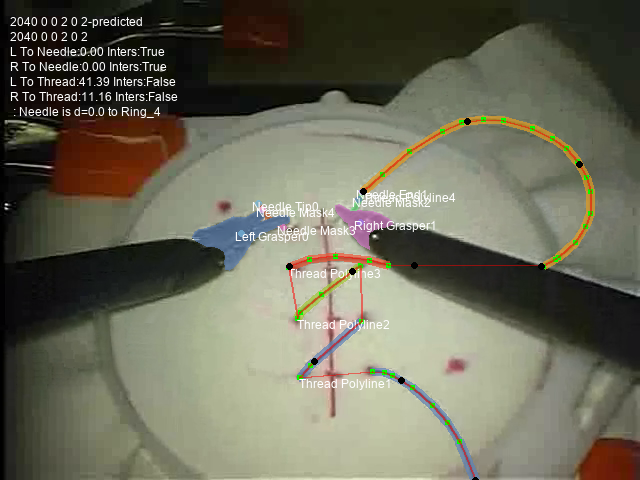 2040 0 0 2 0 2-predicted
2040 0 0 2 0 2
L To Needle:0.00 Inters:True
R To Needle:0.00 Inters:True
L To Thread:41.39 Inters:False
R To Thread:11.16 Inters:False
: Needle is d=0.0 to Ring_4
Needle End1
Polyline4
Needle Tip0
Needle Mask2
Needle Mask4
Right Grasper1
Needle Mask3
Left Grasper0
Thread Polyline3
Thread Polyline2
Thread Polyline1